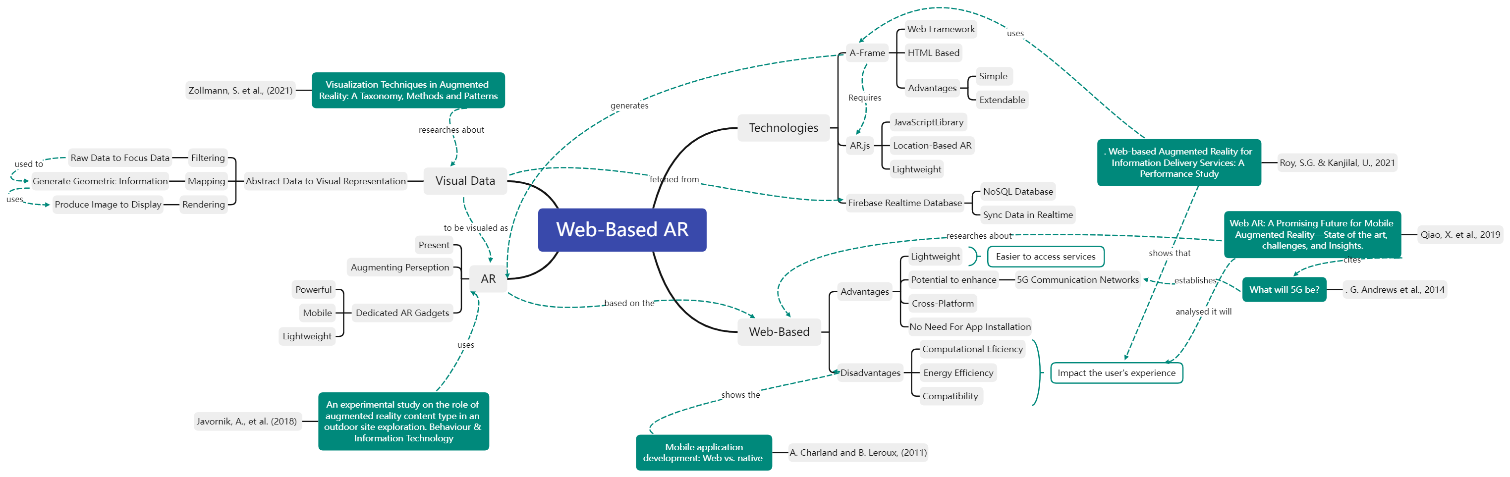 Web-Based AR
Visualization Techniques in Augmented
Reality: A Taxonomy, Methods and Patterns
Zollmann, S. et al., (2021)
researches about
Visual Data
Abstract Data to Visual Representation
Filtering
Raw Data to Focus Data
used to
Mapping
Generate Geometric Information
uses
Rendering
Produce Image to Display
to be visualed as
AR
Present
Augmenting Perseption
Dedicated AR Gadgets
Powerful
Mobile
Lightweight
uses
An experimental study on the role of
augmented reality content type in an
outdoor site exploration. Behaviour &
Information Technology
Javornik, A., et al. (2018)
generates
fetched from
based on the
Technologies
A-Frame
Web Framework
HTML Based
Advantages
Simple
Extendable
Requires
AR.js
JavaScriptLibrary
Location-Based AR
Lightweight
Firebase Realtime Database
NoSQL Database
Sync Data in Realtime
uses
. Web-based Augmented Reality for
Information Delivery Services: A
Performance Study
Roy, S.G. & Kanjilal, U., 2021
shows that
Web AR: A Promising Future for Mobile
Augmented Reality—State of the art,
challenges, and Insights.
Qiao, X. et al., 2019
researches about
cites
What will 5G be?
. G. Andrews et al., 2014
establishes
analysed it will
Web-Based
Advantages
Lightweight
Easier to access services
Potential to enhance
5G Communication Networks
Cross-Platform
No Need For App Installation
Disadvantages
Computational Eficiency
Energy Efficiency
Compatibility
Impact the user's experience
shows the
Mobile application
development: Web vs. native
A. Charland and B. Leroux, (2011)